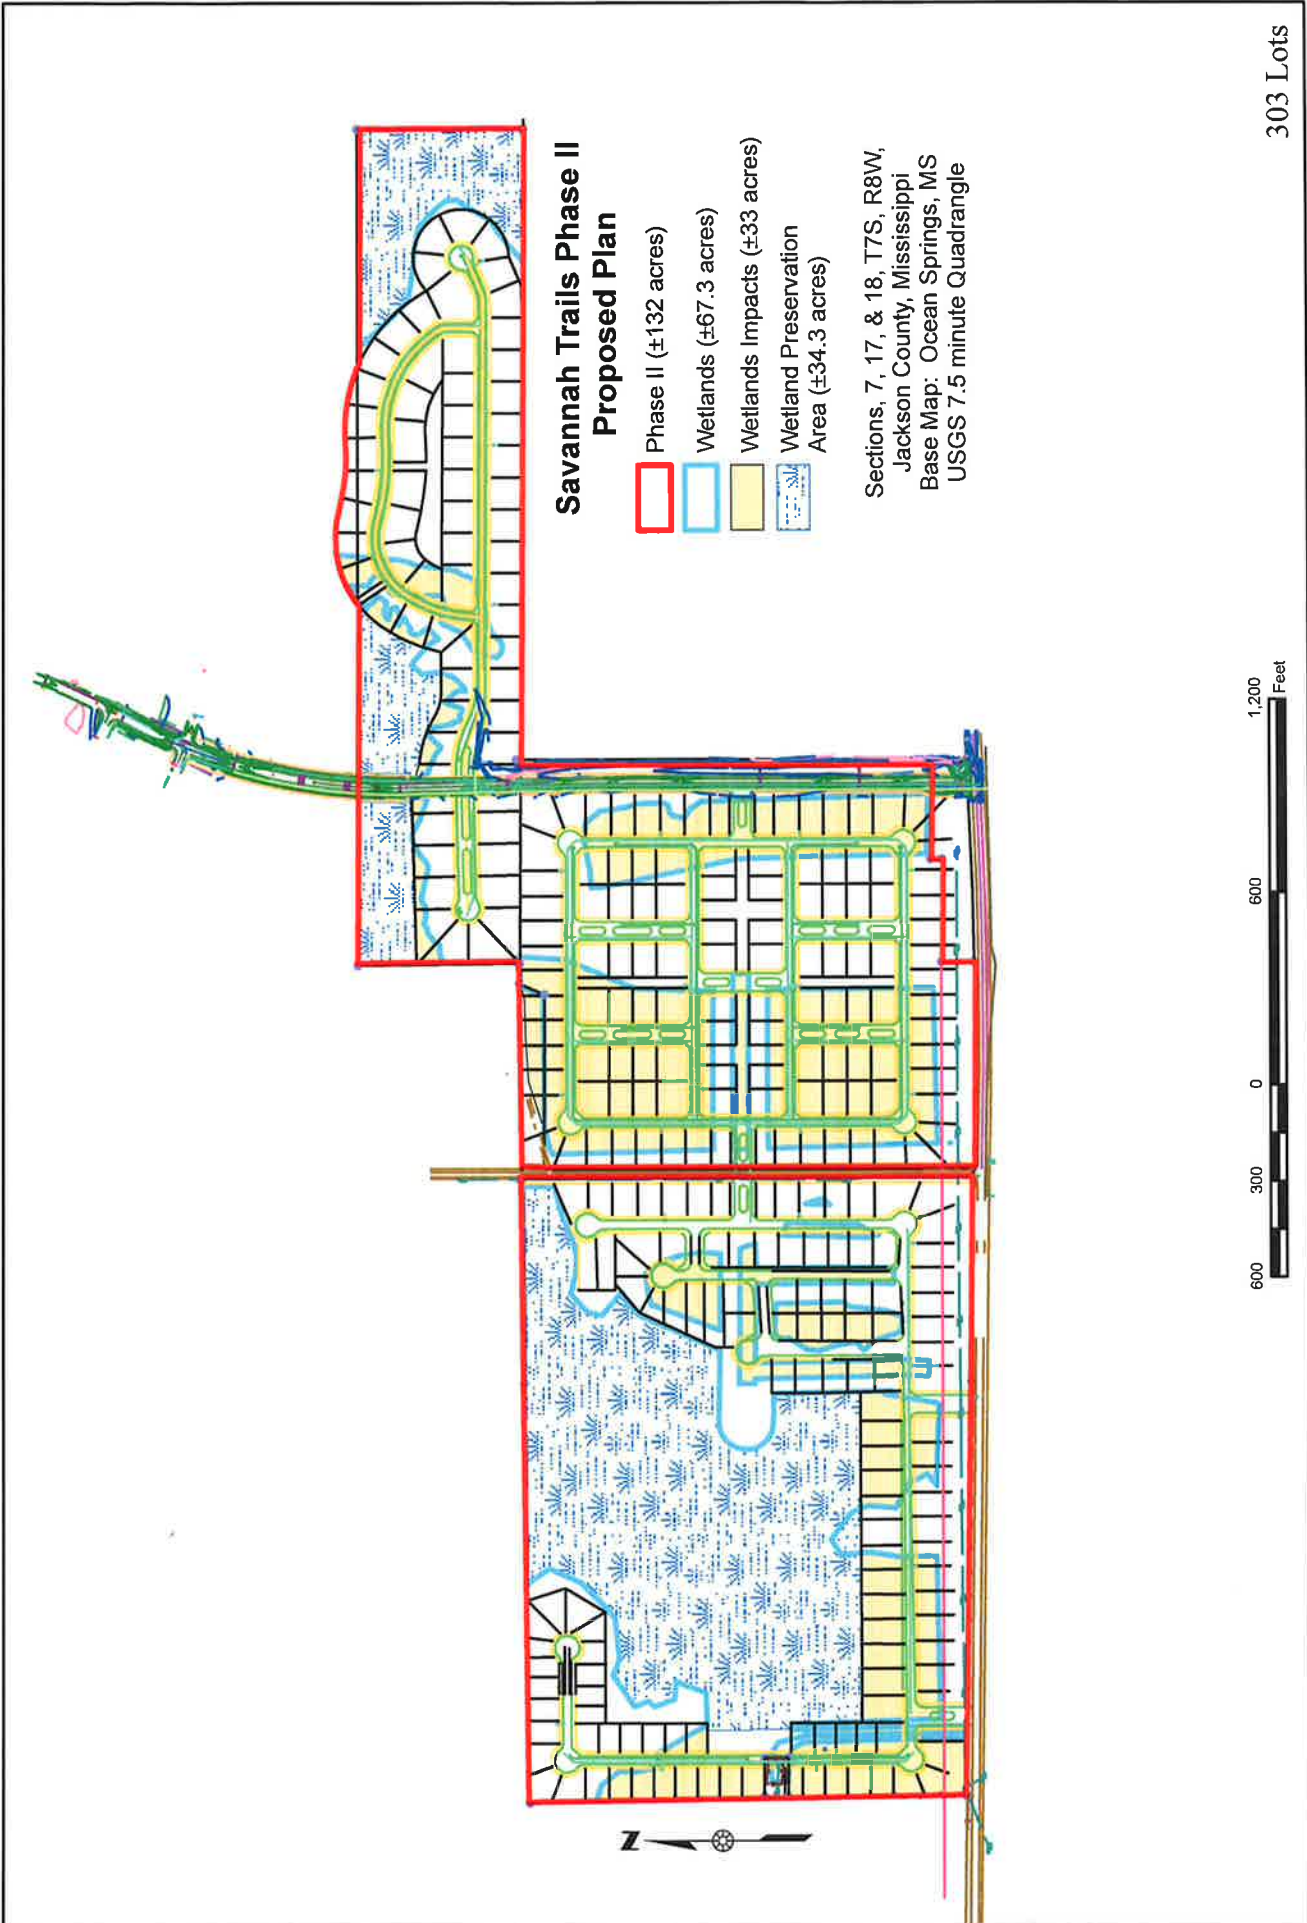 Savannah Trails Phase II
Proposed Plan
Phase II (±132 acres)
Wetlands (±67.3 acres)
Wetlands Impacts (±33 acres)
Wetland Preservation
Area (±34.3 acres)
Sections, 7, 17, & 18, T7S, R8W,
Jackson County, Mississippi
Base Map: Ocean Springs, MS
USGS 7.5 minute Quadrangle
N
600 300 0 600 1,200
Feet
303 Lots